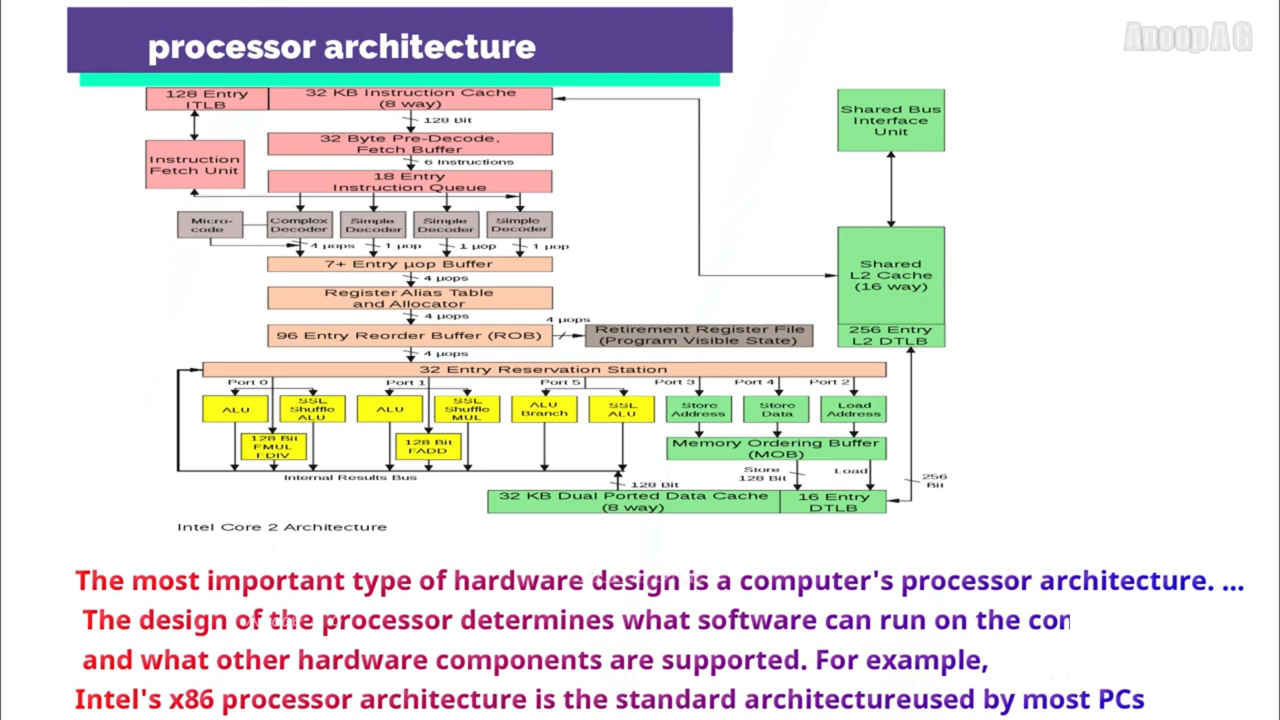 processor architecture
AnoopAG
128 Entry
ITLB
32 KB Instruction Cache
(8 way)
128 Bit
Shared Bus
Interface
Unit
32 Byte Pre-Decode,
Fetch Buffer
Instruction
Fetch Unit
6 Instructions
18 Entry
Instruction Queue
Micro-
code
Complex
Decoder
Simple
Decoder
Simple
Decoder
Simple
Decoder
4 µops
1 µop
1 µop
1 µop
7+ Entry µop Buffer
4 µops
Register Alias Table
and Allocator
4 µops
4 µops
96 Entry Reorder Buffer (ROB)
Retirement Register File
(Program Visible State)
4 µops
Shared
L2 Cache
(16 way)
256 Entry
L2 DTLB
32 Entry Reservation Station
Port 0
Port 1
Port 5
Port 3
Port 4
Port 2
ALU
SSL
Shuffle
ALU
ALU
SSL
Shuffle
MUL
ALU
Branch
SSL
ALU
Store
Address
Store
Data
Load
Address
128 Bit
FMUL
FDIV
128 Bit
FADD
Memory Ordering Buffer
(MOB)
Internal Results Bus
Store
128 Bit
Load
128 Bit
256
Bit
32 KB Dual Ported Data Cache
(8 way)
16 Entry
DTLB
Intel Core 2 Architecture
The most important type of hardware design is a computer's processor architecture. ...
The design of the processor determines what software can run on the con
and what other hardware components are supported. For example,
Intel's x86 processor architecture is the standard architectureused by most PCs